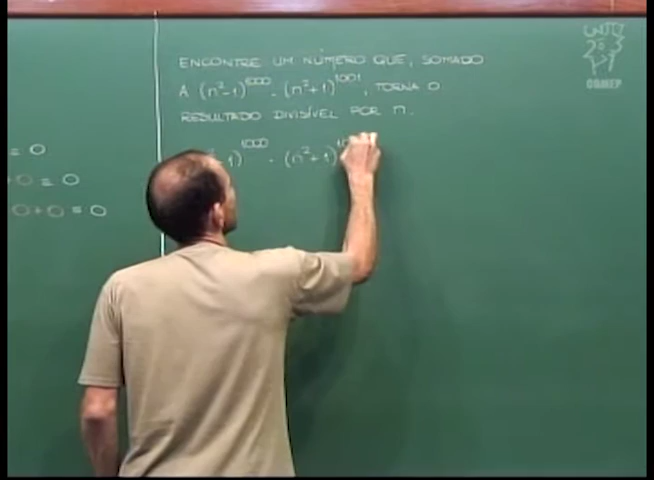 ENCONTRE UM NÚMERO QUE, SOMADO
A (n²-1)¹⁰⁰⁰ . (n²+1)¹⁰⁰¹, TORNA O
RESULTADO DIVISÍVEL POR n.
= 0
+0 ≡ 0
0+0 ≡ 0
1)¹⁰⁰⁰ . (n²+1)
OBMEP